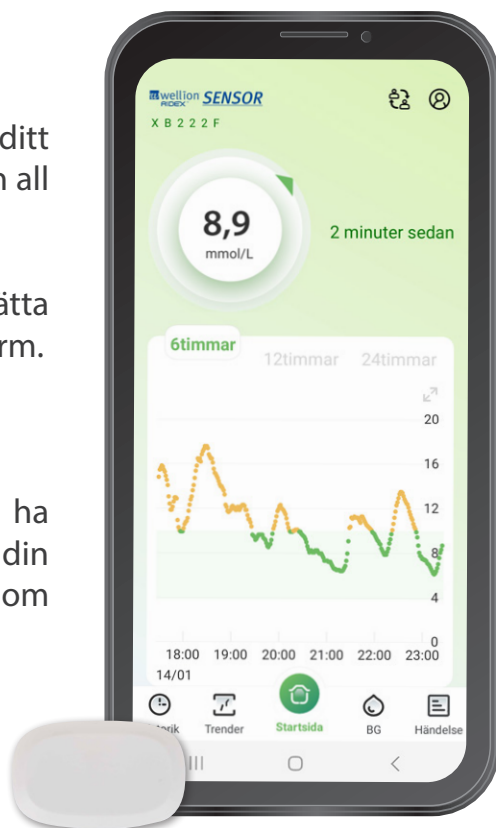 ditt
all
ätta
rm.
ha
din
om
wellion SENSOR
RIDEX
XB222F
8,9
mmol/L
2 minuter sedan
6timmar 12timmar 24timmar
20
16
12
8
4
0
18:00 19:00 20:00 21:00 22:00 23:00
14/01
Trender Startsida BG Händelse